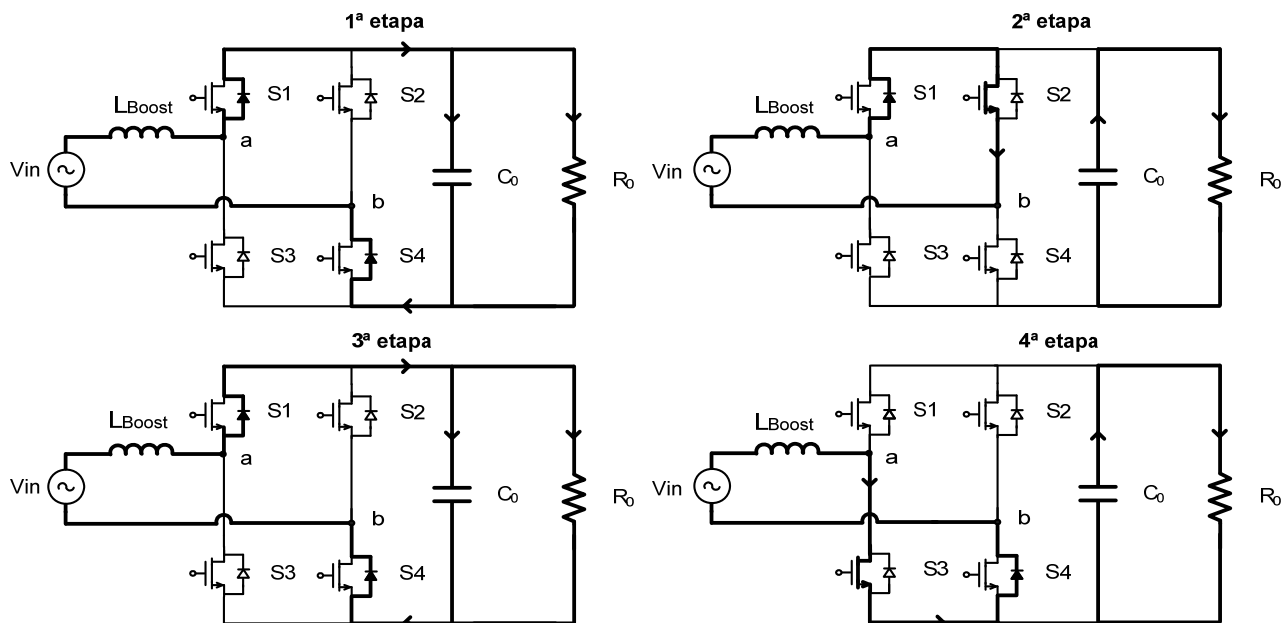 1ª etapa
S1
S2
LBoost
a
Vin
C0
R0
b
S3
S4
2ª etapa
S1
S2
LBoost
a
Vin
C0
R0
b
S3
S4
3ª etapa
S1
S2
LBoost
a
Vin
C0
R0
b
S3
S4
4ª etapa
S1
S2
LBoost
a
Vin
C0
R0
b
S3
S4